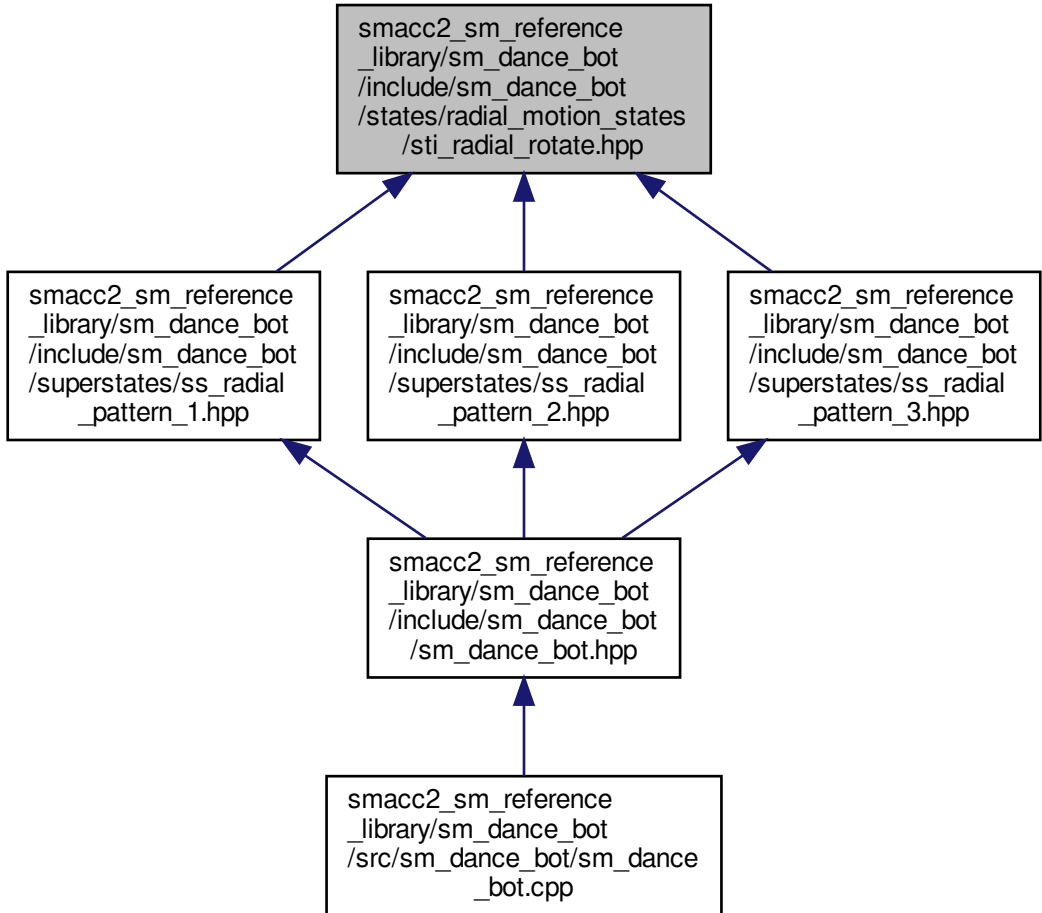 smacc2_sm_reference
_library/sm_dance_bot
/include/sm_dance_bot
/states/radial_motion_states
/sti_radial_rotate.hpp
smacc2_sm_reference
_library/sm_dance_bot
/include/sm_dance_bot
/superstates/ss_radial
_pattern_1.hpp
smacc2_sm_reference
_library/sm_dance_bot
/include/sm_dance_bot
/superstates/ss_radial
_pattern_2.hpp
smacc2_sm_reference
_library/sm_dance_bot
/include/sm_dance_bot
/superstates/ss_radial
_pattern_3.hpp
smacc2_sm_reference
_library/sm_dance_bot
/include/sm_dance_bot
/sm_dance_bot.hpp
smacc2_sm_reference
_library/sm_dance_bot
/src/sm_dance_bot/sm_dance
_bot.cpp